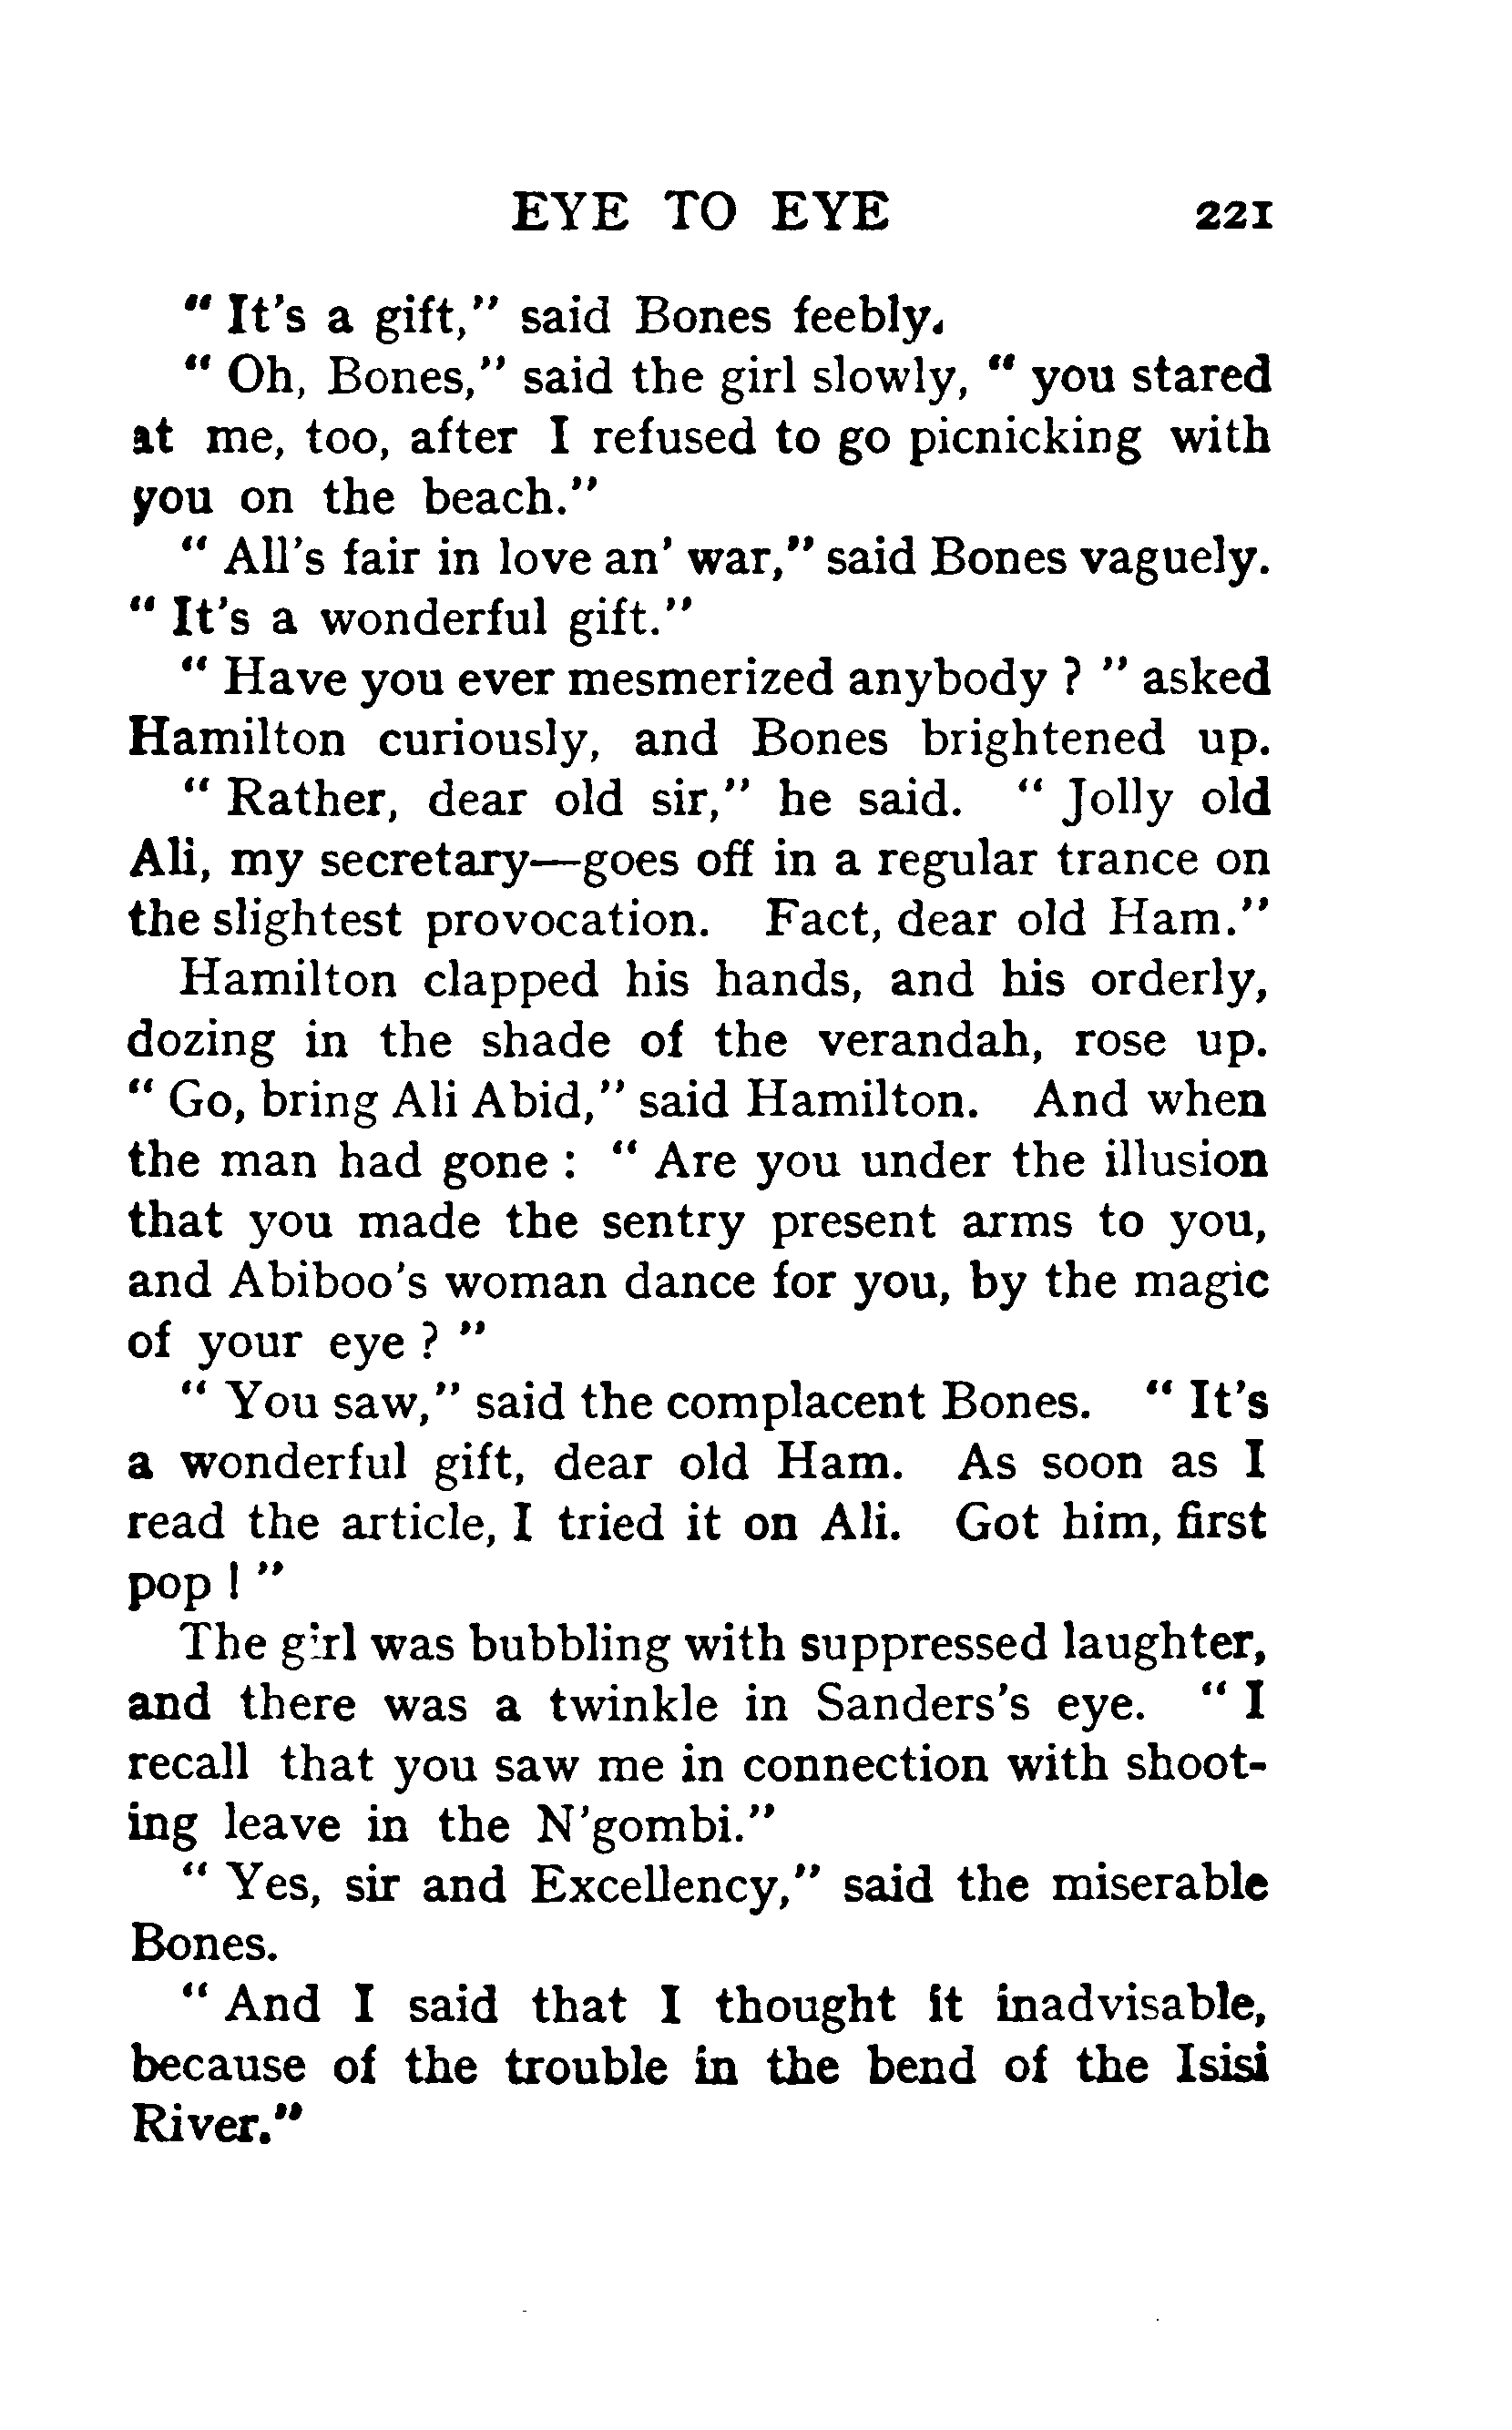 EYE TO EYE 221
" It's a gift," said Bones feebly.
" Oh, Bones," said the girl slowly, " you stared
at me, too, after I refused to go picnicking with
you on the beach."
" All's fair in love an' war," said Bones vaguely.
" It's a wonderful gift."
" Have you ever mesmerized anybody ? " asked
Hamilton curiously, and Bones brightened up.
" Rather, dear old sir," he said. " Jolly old
Ali, my secretary—goes off in a regular trance on
the slightest provocation. Fact, dear old Ham."
Hamilton clapped his hands, and his orderly,
dozing in the shade of the verandah, rose up.
" Go, bring Ali Abid," said Hamilton. And when
the man had gone : " Are you under the illusion
that you made the sentry present arms to you,
and Abiboo's woman dance for you, by the magic
of your eye ? "
" You saw," said the complacent Bones. " It's
a wonderful gift, dear old Ham. As soon as I
read the article, I tried it on Ali. Got him, first
pop ! "
The girl was bubbling with suppressed laughter,
and there was a twinkle in Sanders's eye. " I
recall that you saw me in connection with shoot-
ing leave in the N'gombi."
" Yes, sir and Excellency," said the miserable
Bones.
" And I said that I thought it inadvisable,
because of the trouble in the bend of the Isisi
River."